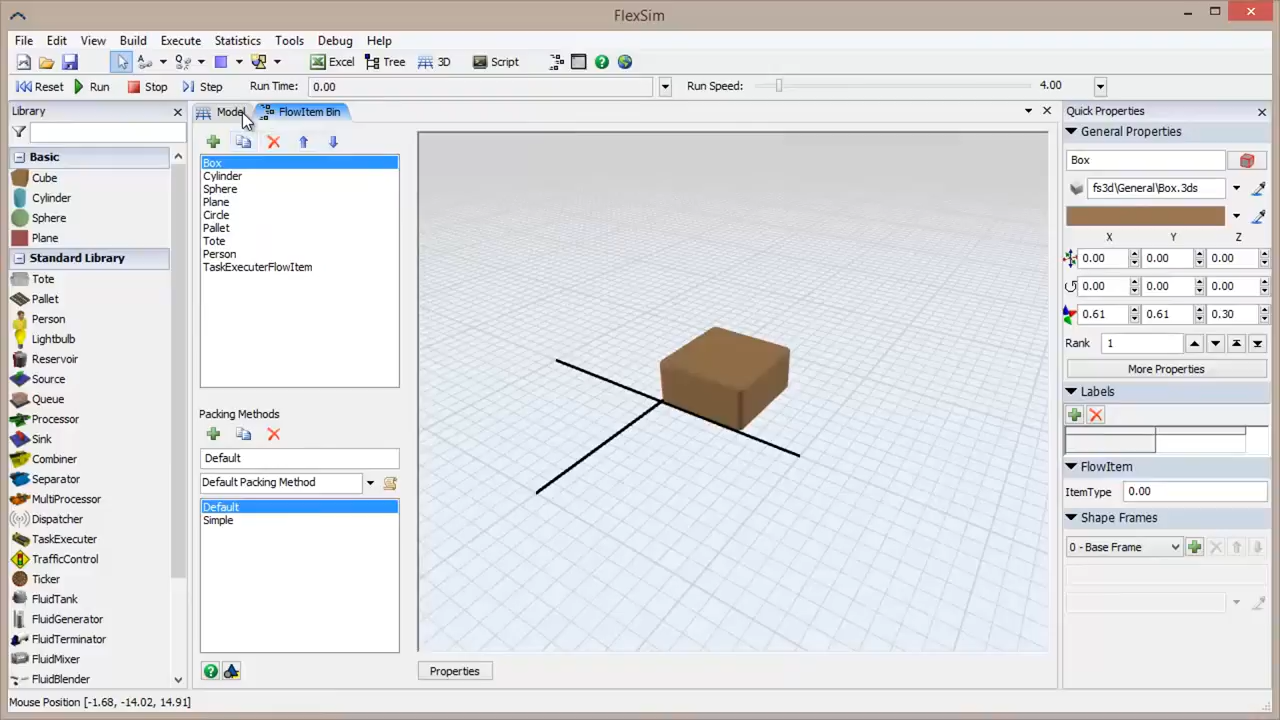 FlexSim
File Edit View Build Execute Statistics Tools Debug Help
Excel Tree 3D Script
Reset Run Stop Step Run Time: 0.00 Run Speed: 4.00
Library
Model
FlowItem Bin
Basic
Cube
Cylinder
Sphere
Plane
Standard Library
Tote
Pallet
Person
Lightbulb
Reservoir
Source
Queue
Processor
Sink
Combiner
Separator
MultiProcessor
Dispatcher
TaskExecuter
TrafficControl
Ticker
FluidTank
FluidGenerator
FluidTerminator
FluidMixer
FluidBlender
Box
Cylinder
Sphere
Plane
Circle
Pallet
Tote
Person
TaskExecuterFlowItem
Packing Methods
Default
Default Packing Method
Default
Simple
Properties
Quick Properties
General Properties
Box
fs3d\General\Box.3ds
X Y Z
0.00 0.00 0.00
0.00 0.00 0.00
0.61 0.61 0.30
Rank 1
More Properties
Labels
FlowItem
ItemType 0.00
Shape Frames
0 - Base Frame
Mouse Position [-1.68, -14.02, 14.91]